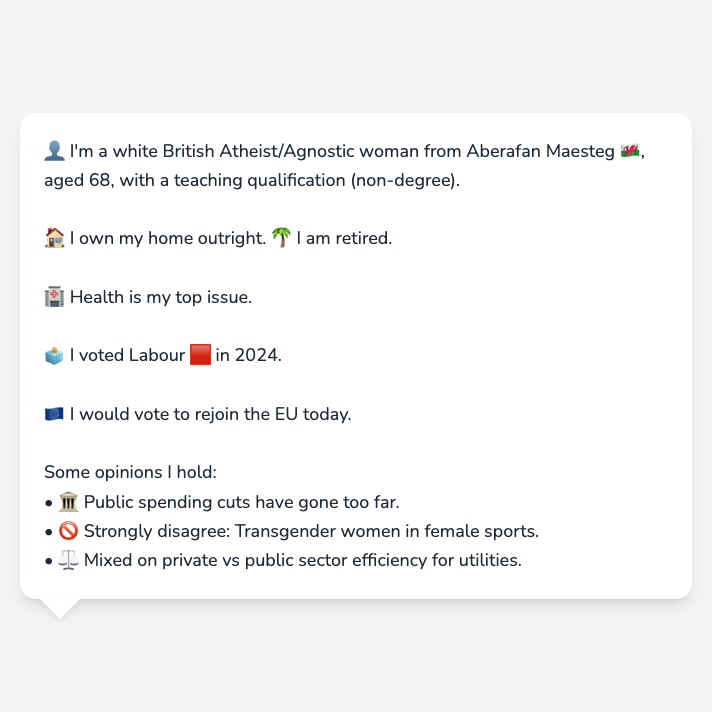 👤 I'm a white British Atheist/Agnostic woman from Aberafan Maesteg 🏴󠁧󠁢󠁷󠁬󠁳󠁿,
aged 68, with a teaching qualification (non-degree).
🏠 I own my home outright. 🌴 I am retired.
🏥 Health is my top issue.
🗳️ I voted Labour 🟥 in 2024.
🇪🇺 I would vote to rejoin the EU today.
Some opinions I hold:
• 🏛️ Public spending cuts have gone too far.
• 🚫 Strongly disagree: Transgender women in female sports.
• ⚖️ Mixed on private vs public sector efficiency for utilities.